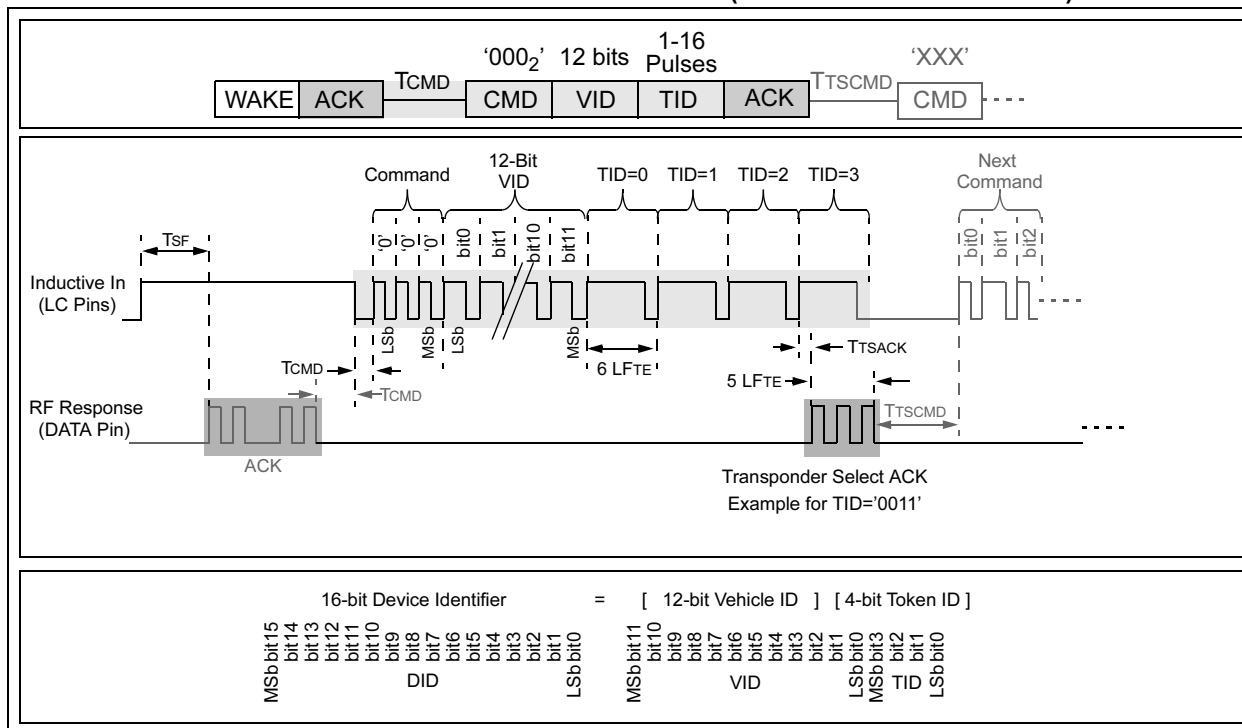 ‘000₂’ 12 bits 1-16 Pulses ‘XXX’
WAKE ACK TCMD CMD VID TID ACK TTSCMD CMD
Command 12-Bit VID TID=0 TID=1 TID=2 TID=3 Next Command
TSF ‘0’ ‘0’ ‘0’ bit0 bit1 bit10 bit11 bit0 bit1 bit2
Inductive In
(LC Pins)
LSb MSb LSb MSb
TTSACK
TCMD TCMD 6 LFTE 5 LFTE
TTSCMD
RF Response
(DATA Pin)
ACK
Transponder Select ACK
Example for TID=‘0011’
16-bit Device Identifier = [ 12-bit Vehicle ID ] [ 4-bit Token ID ]
MSb bit15 bit14 bit13 bit12 bit11 bit10 bit9 bit8 bit7 bit6 bit5 bit4 bit3 bit2 bit1 LSb bit0 MSb bit11 bit10 bit9 bit8 bit7 bit6 bit5 bit4 bit3 bit2 bit1 LSb bit0 MSb bit3 bit2 bit1 LSb bit0
DID VID TID